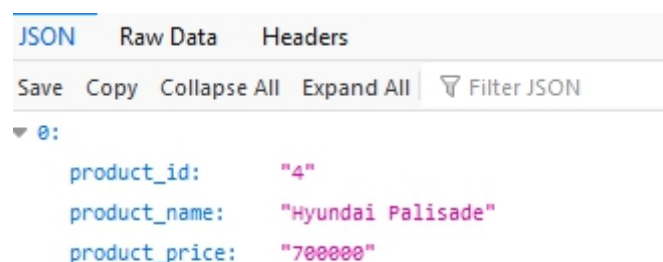 JSON Raw Data Headers
Save Copy Collapse All Expand All Filter JSON
0:
product_id: "4"
product_name: "Hyundai Palisade"
product_price: "700000"